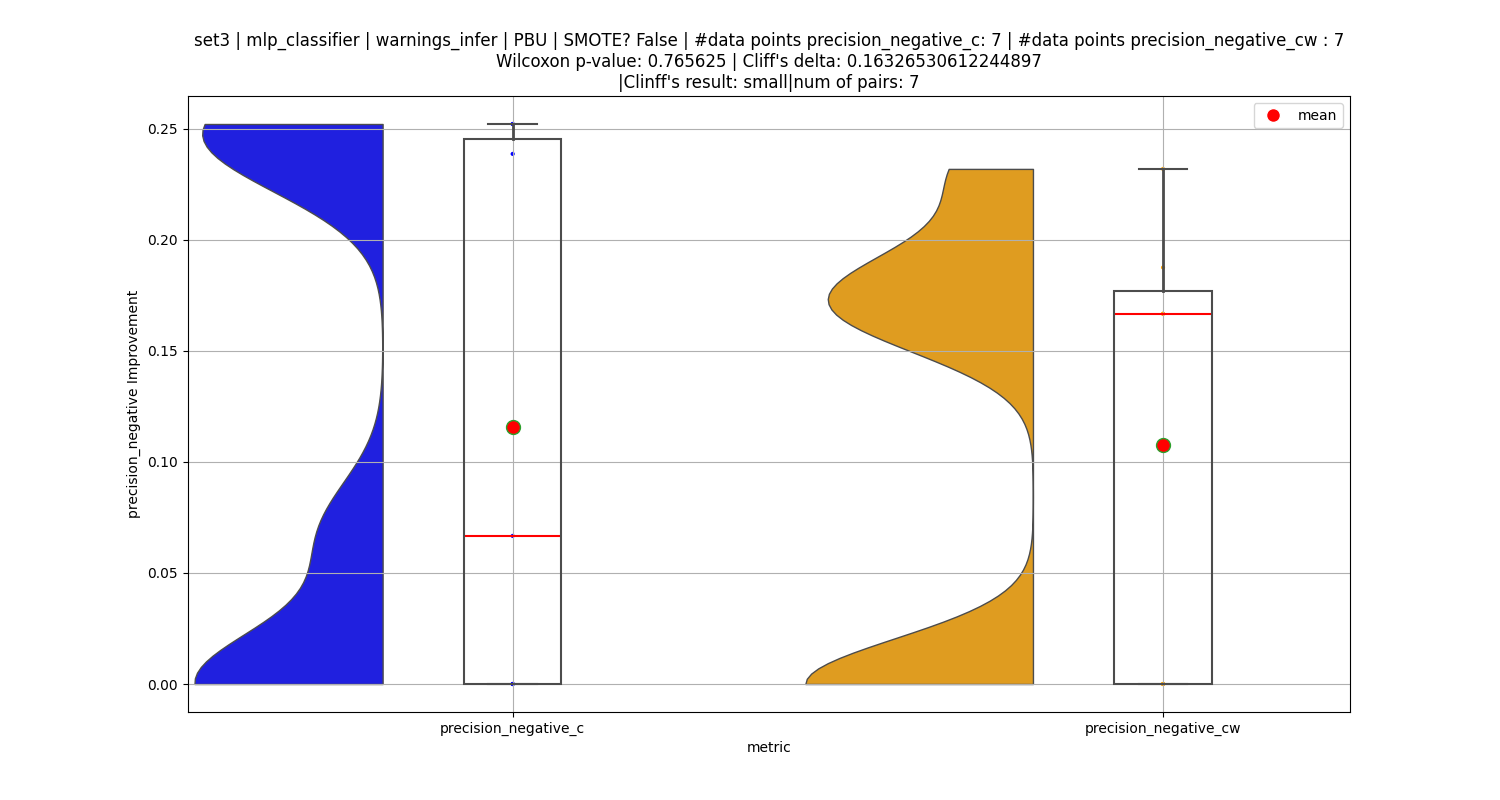 set3 | mlp_classifier | warnings_infer | PBU | SMOTE? False | #data points precision_negative_c: 7 | #data points precision_negative_cw : 7
Wilcoxon p-value: 0.765625 | Cliff's delta: 0.16326530612244897
|Clinff's result: small|num of pairs: 7
mean
precision_negative Improvement
0.25
0.20
0.15
0.10
0.05
0.00
precision_negative_c
precision_negative_cw
metric